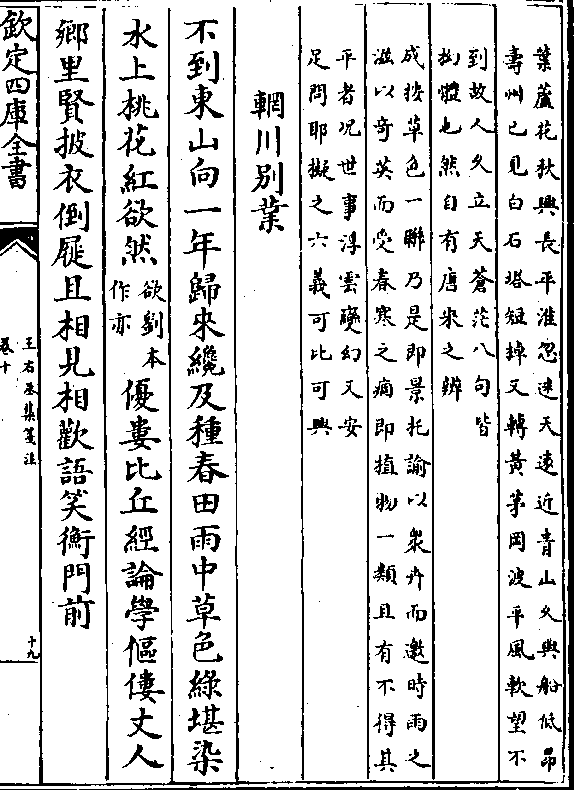 葉蘆花秋興長平淮忽迷天遠近青山久與船低昂
壽州已見白石塔短棹又轉黃茅岡波平風軟望不
到故人久立天蒼茫八句皆
拗體也然自有唐宋之辨
成按草色一聯乃是即景托諭以衆卉而邀時雨之
滋以奇英而受春寒之痼即植物一類且有不得其
平者况世事浮雲變幻又安
足問耶擬之六義可比可興
輞川别業
不到東山向一年歸來纔及種春田雨中草色綠堪染
水上桃花紅欲然欲劉本作亦優婁比丘經論學傴僂丈人
鄉里賢披衣倒屣且相見相歡語笑衡門前
欽定四庫全書
王右丞集箋注
卷十
十九